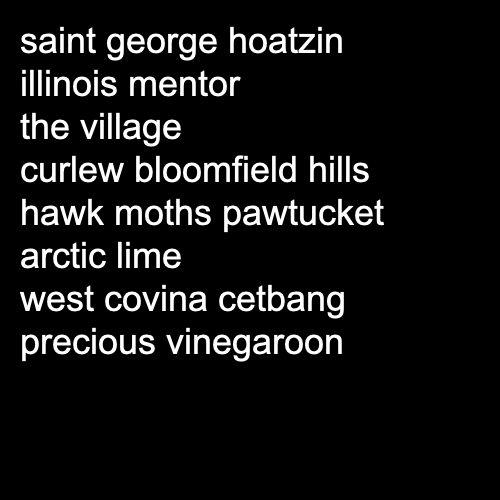 saint george hoatzin
illinois mentor
the village
curlew bloomfield hills
hawk moths pawtucket
arctic lime
west covina cetbang
precious vinegaroon